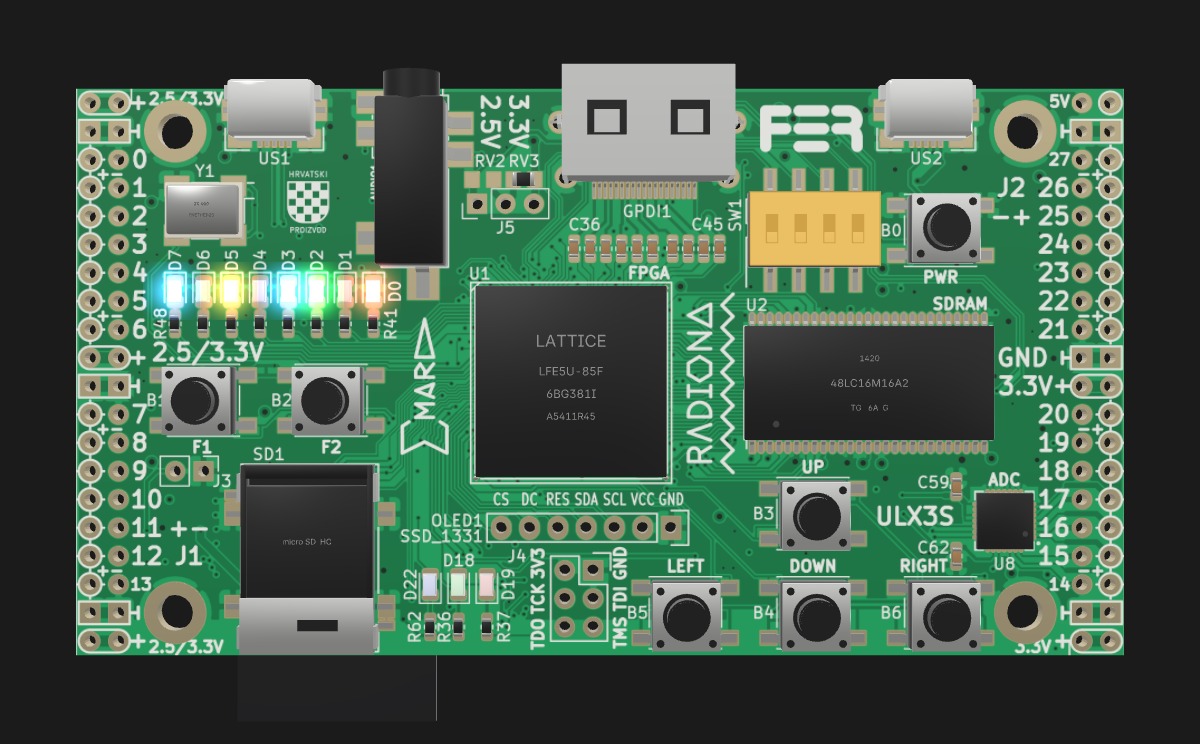 2.5/3.3V
US1
Y1
HRVATSKI
PROIZVOD
2.5V
3.3V
RV2 RV3
J5
GPDI1
C36
C45
FPGA
SW1
FER
US2
B0
PWR
5V
27
J2 26
-+ 25
24
23
22
21
GND
3.3V+
20
19
18
17
16
15
14
3.3V +
0
1
2
3
4
5
6
7
8
9
10
11 +-
12 J1
13
2.5/3.3V
D7
D6
D5
D4
D3
D2
D1
D0
R48
R41
2.5/3.3V
B1
B2
F1
F2
J3
SD1
micro SD HC
MARA
U1
LATTICE
LFE5U-85F
6BG381I
A5411R45
RADIONA
U2
SDRAM
1420
48LC16M16A2
TG 6A G
CS DC RES SDA SCL VCC GND
OLED1
SSD_1331
J4
TDO TCK 3V3
TMS TDI GND
D22
D18
D19
R62
R36
R37
UP
B3
ULX3S
C59
C62
ADC
U8
LEFT
B5
DOWN
B4
RIGHT
B6